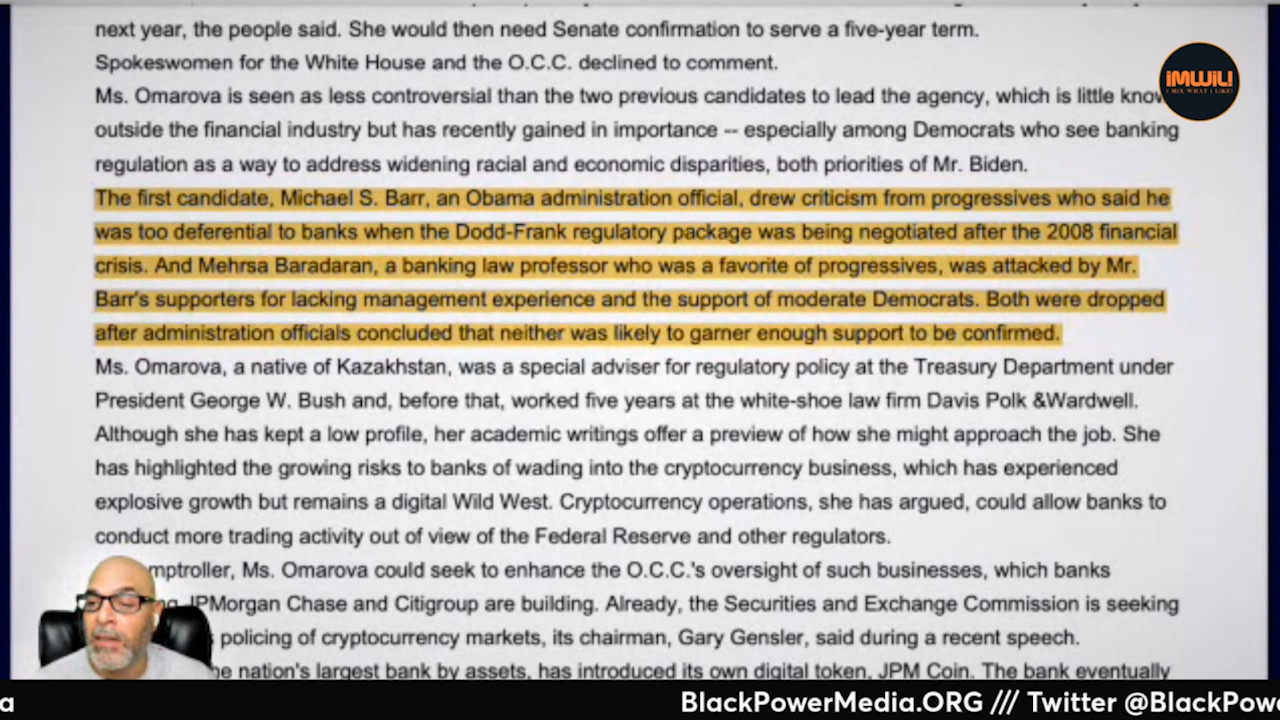 next year, the people said. She would then need Senate confirmation to serve a five-year term.
Spokeswomen for the White House and the O.C.C. declined to comment.
Ms. Omarova is seen as less controversial than the two previous candidates to lead the agency, which is little know
outside the financial industry but has recently gained in importance -- especially among Democrats who see banking
regulation as a way to address widening racial and economic disparities, both priorities of Mr. Biden.
The first candidate, Michael S. Barr, an Obama administration official, drew criticism from progressives who said he
was too deferential to banks when the Dodd-Frank regulatory package was being negotiated after the 2008 financial
crisis. And Mehrsa Baradaran, a banking law professor who was a favorite of progressives, was attacked by Mr.
Barr's supporters for lacking management experience and the support of moderate Democrats. Both were dropped
after administration officials concluded that neither was likely to garner enough support to be confirmed.
Ms. Omarova, a native of Kazakhstan, was a special adviser for regulatory policy at the Treasury Department under
President George W. Bush and, before that, worked five years at the white-shoe law firm Davis Polk &Wardwell.
Although she has kept a low profile, her academic writings offer a preview of how she might approach the job. She
has highlighted the growing risks to banks of wading into the cryptocurrency business, which has experienced
explosive growth but remains a digital Wild West. Cryptocurrency operations, she has argued, could allow banks to
conduct more trading activity out of view of the Federal Reserve and other regulators.
mptroller, Ms. Omarova could seek to enhance the O.C.C.'s oversight of such businesses, which banks
JPMorgan Chase and Citigroup are building. Already, the Securities and Exchange Commission is seeking
policing of cryptocurrency markets, its chairman, Gary Gensler, said during a recent speech.
he nation's largest bank by assets, has introduced its own digital token, JPM Coin. The bank eventually
iMWiL!
I MIX WHAT I LIKE!
a BlackPowerMedia.ORG /// Twitter @BlackPowe